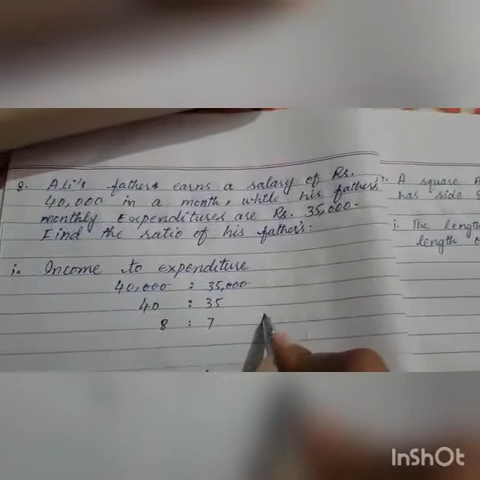 8. Ali's fathers earns a salary of Rs.
40,000 in a month, while his father's
monthly Expenditures are Rs. 35,000.
Find the ratio of his father's:
i. Income to expenditure
40,000 : 35,000
40 : 35
8 : 7
A square
has side
i. The length
length
InShOt